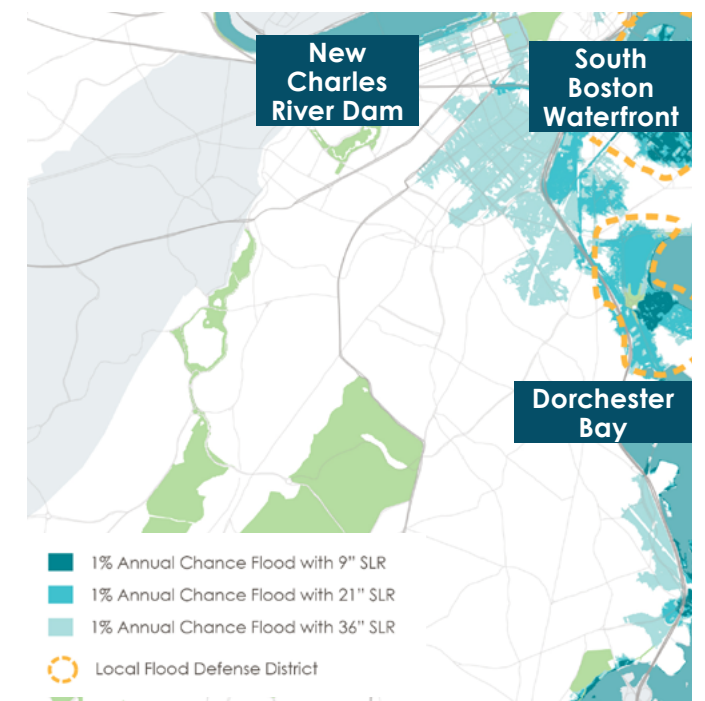 New
Charles
River Dam
South
Boston
Waterfront
Dorchester
Bay
1% Annual Chance Flood with 9” SLR
1% Annual Chance Flood with 21” SLR
1% Annual Chance Flood with 36” SLR
Local Flood Defense District